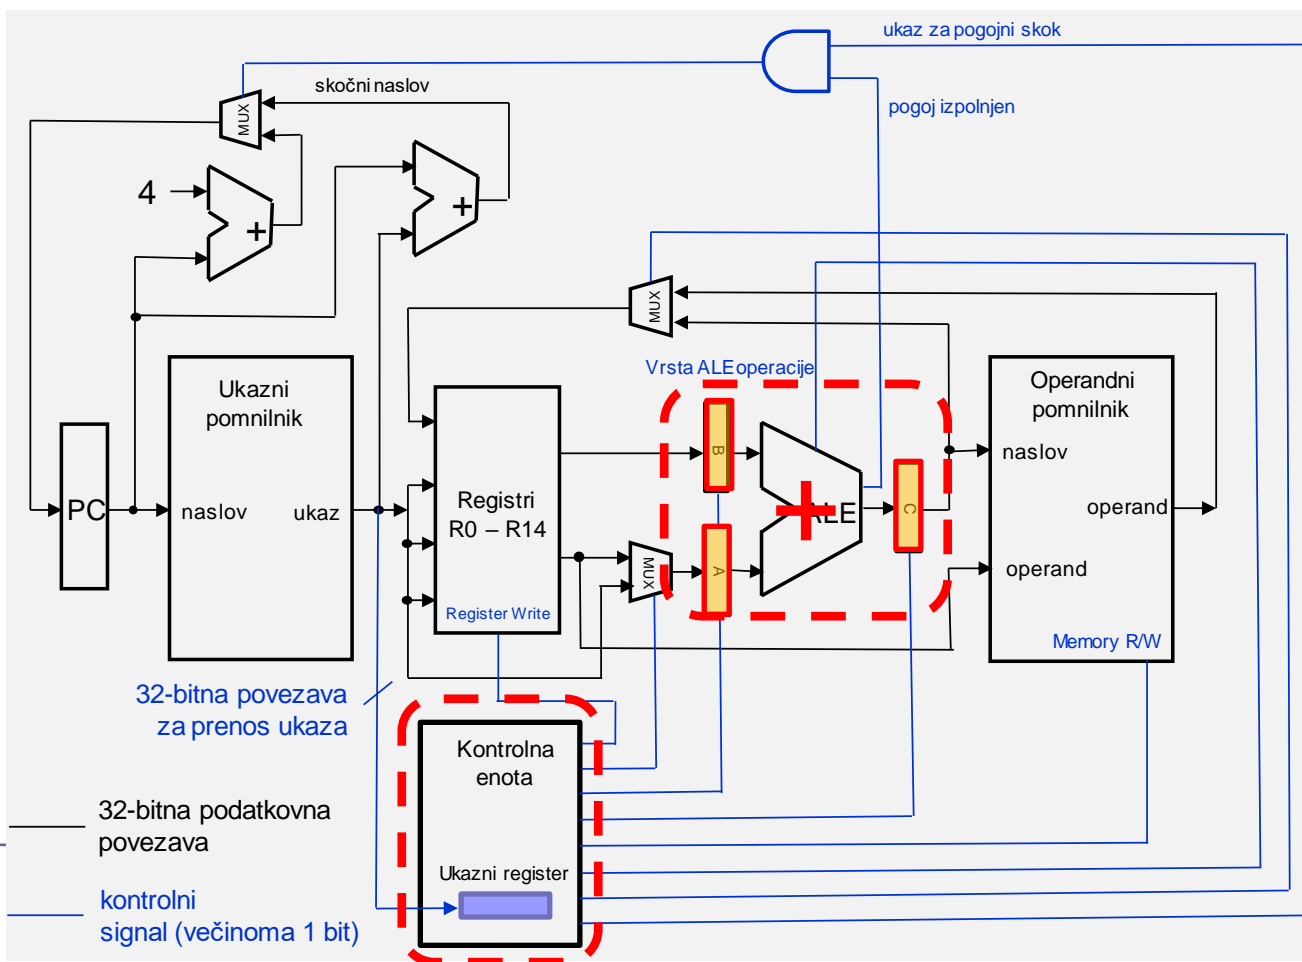 ukaz za pogojni skok
skočni naslov
MUX
pogoj izpolnjen
4
+
+
MUX
Vrsta ALE operacije
Ukazni
pomnilnik
Operandni
pomnilnik
B
naslov
PC
naslov
ukaz
Registri
R0 – R14
ALE
C
operand
MUX
A
operand
Register Write
Memory R/W
32-bitna povezava
za prenos ukaza
Kontrolna
enota
32-bitna podatkovna
povezava
Ukazni register
kontrolni
signal (večinoma 1 bit)